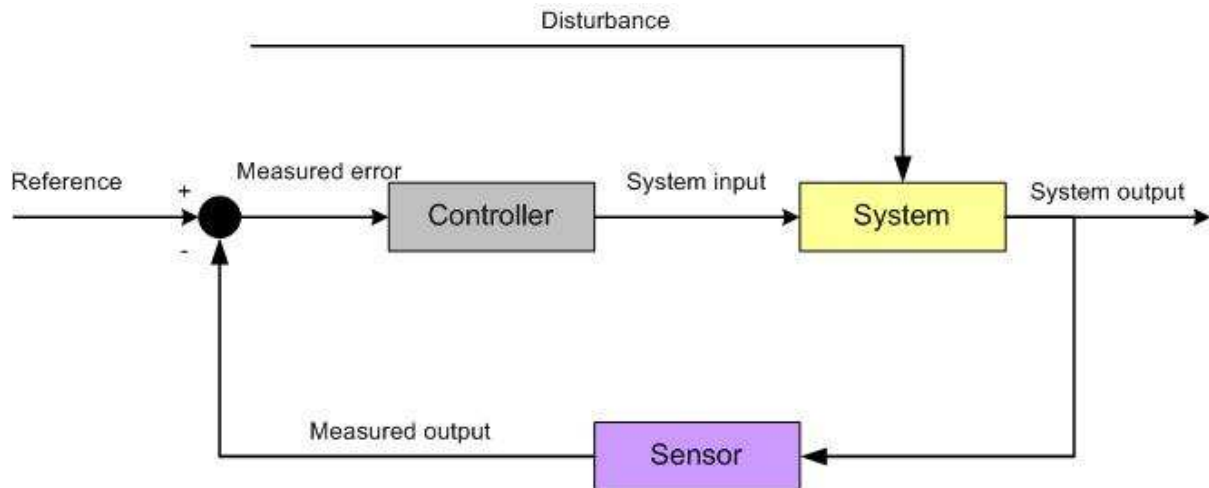 Disturbance
Reference
+
Measured error
Controller
System input
System
System output
-
Measured output
Sensor